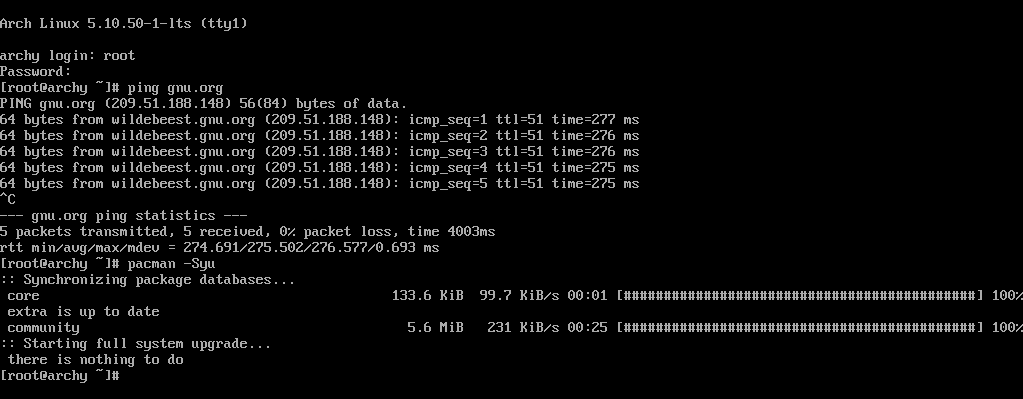 Arch Linux 5.10.50-1-lts (tty1)
archy login: root
Password:
[root@archy ~]# ping gnu.org
PING gnu.org (209.51.188.148) 56(84) bytes of data.
64 bytes from wildebeest.gnu.org (209.51.188.148): icmp_seq=1 ttl=51 time=277 ms
64 bytes from wildebeest.gnu.org (209.51.188.148): icmp_seq=2 ttl=51 time=276 ms
64 bytes from wildebeest.gnu.org (209.51.188.148): icmp_seq=3 ttl=51 time=276 ms
64 bytes from wildebeest.gnu.org (209.51.188.148): icmp_seq=4 ttl=51 time=275 ms
64 bytes from wildebeest.gnu.org (209.51.188.148): icmp_seq=5 ttl=51 time=275 ms
^C
--- gnu.org ping statistics ---
5 packets transmitted, 5 received, 0% packet loss, time 4003ms
rtt min/avg/max/mdev = 274.691/275.502/276.577/0.693 ms
[root@archy ~]# pacman -Syu
:: Synchronizing package databases...
core 133.6 KiB 99.7 KiB/s 00:01 [############################################] 100%
extra is up to date
community 5.6 MiB 231 KiB/s 00:25 [############################################] 100%
:: Starting full system upgrade...
there is nothing to do
[root@archy ~]#